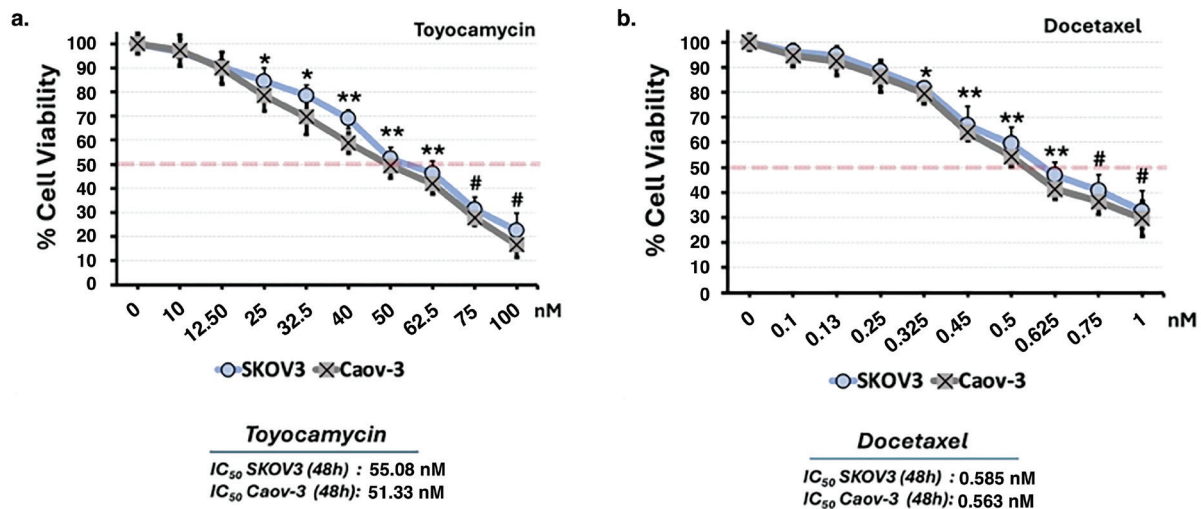 a.
Toyocamycin
% Cell Viability
100
90
80
70
60
50
40
30
20
10
0
* * ** ** ** # #
0 10 12.50 25 32.5 40 50 62.5 75 100 nM
SKOV3 Caov-3
Toyocamycin
IC50 SKOV3 (48h) : 55.08 nM
IC50 Caov-3 (48h): 51.33 nM
b.
Docetaxel
% Cell Viability
100
90
80
70
60
50
40
30
20
10
0
* ** ** ** # #
0 0.1 0.13 0.25 0.325 0.45 0.5 0.625 0.75 1 nM
SKOV3 Caov-3
Docetaxel
IC50 SKOV3 (48h) : 0.585 nM
IC50 Caov-3 (48h): 0.563 nM